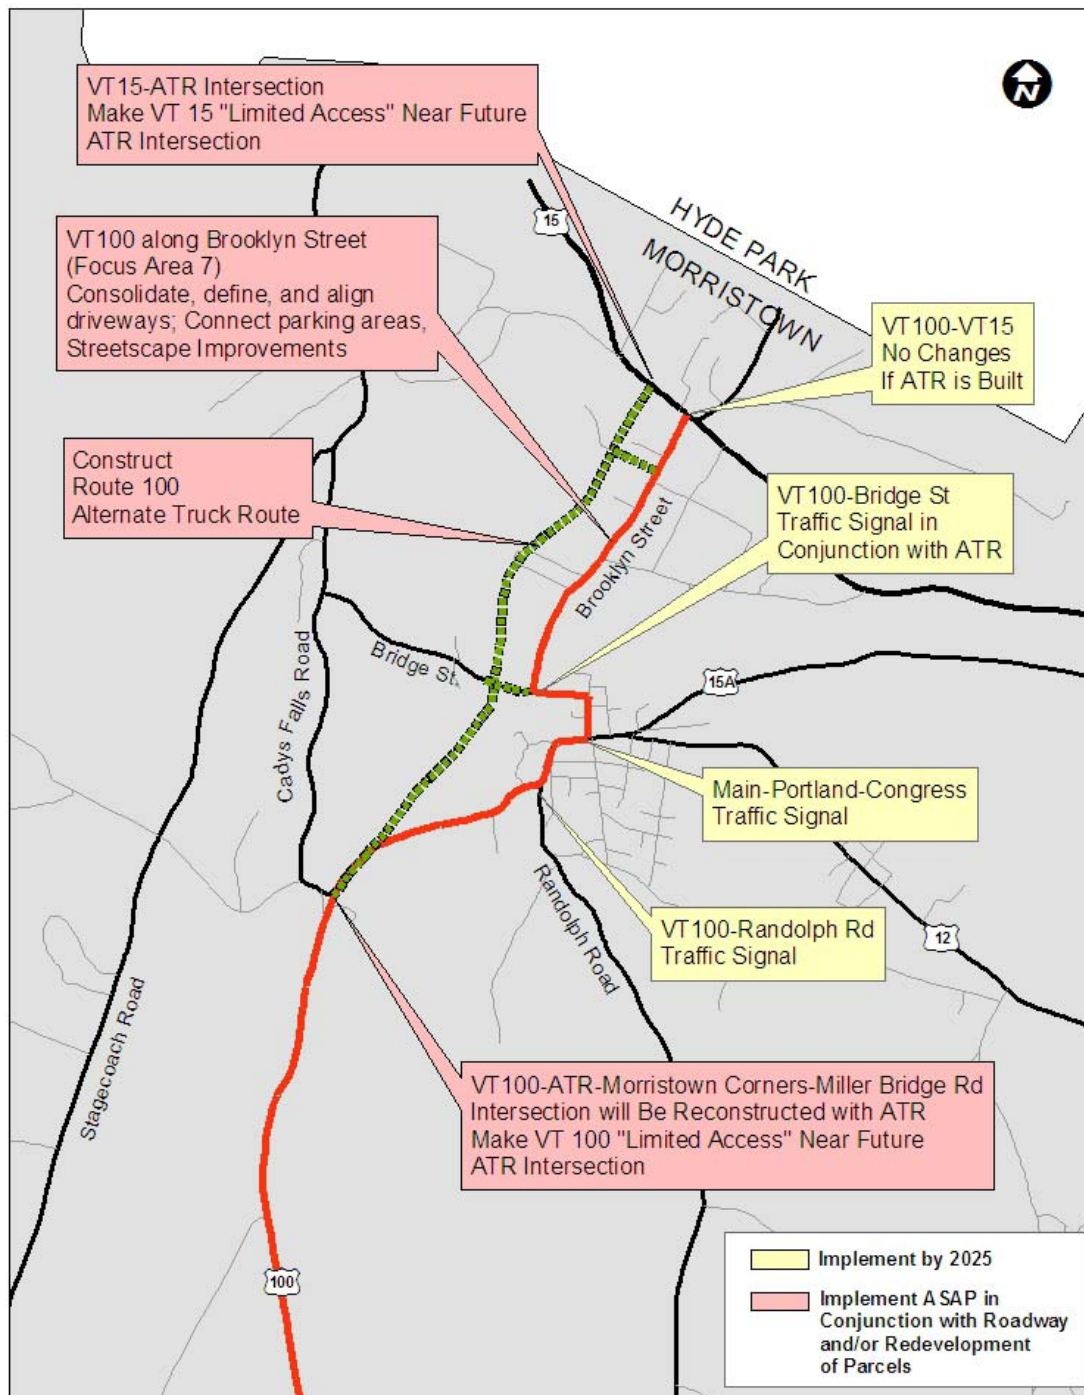 N
VT15-ATR Intersection
Make VT 15 "Limited Access" Near Future
ATR Intersection
HYDE PARK
MORRISTOWN
15
VT100 along Brooklyn Street
(Focus Area 7)
Consolidate, define, and align
driveways; Connect parking areas,
Streetscape Improvements
VT100-VT15
No Changes
If ATR is Built
Construct
Route 100
Alternate Truck Route
VT100-Bridge St
Traffic Signal in
Conjunction with ATR
Brooklyn Street
Bridge St.
Cadys Falls Road
15A
Main-Portland-Congress
Traffic Signal
Randolph Road
VT100-Randolph Rd
Traffic Signal
12
Stagecoach Road
VT100-ATR-Morristown Corners-Miller Bridge Rd
Intersection will Be Reconstructed with ATR
Make VT 100 "Limited Access" Near Future
ATR Intersection
100
Implement by 2025
Implement ASAP in
Conjunction with Roadway
and/or Redevelopment
of Parcels